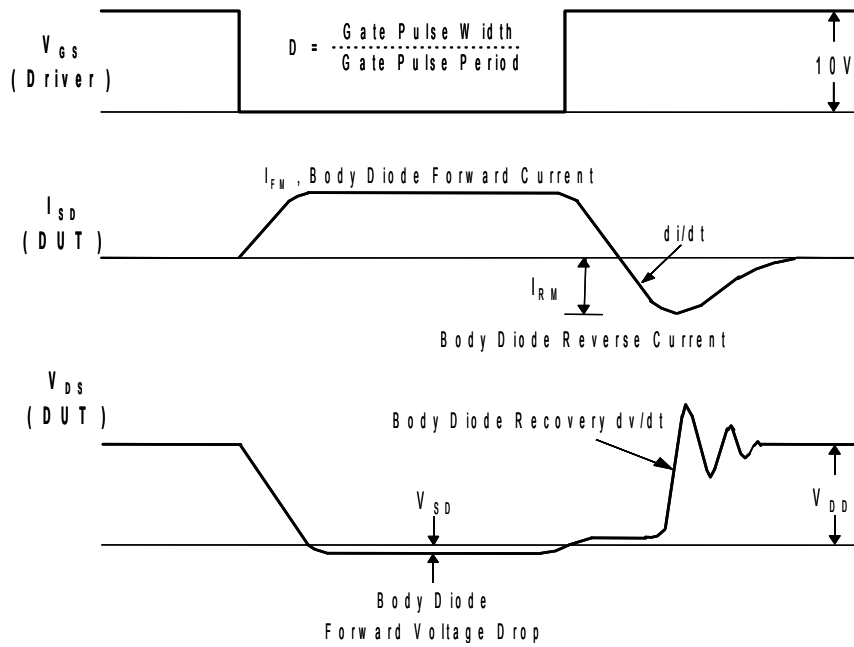 V GS
(Driver)
D = Gate Pulse Width
Gate Pulse Period
10V
I FM , Body Diode Forward Current
I SD
(DUT)
di/dt
I RM
Body Diode Reverse Current
V DS
(DUT)
Body Diode Recovery dv/dt
V SD
V DD
Body Diode
Forward Voltage Drop